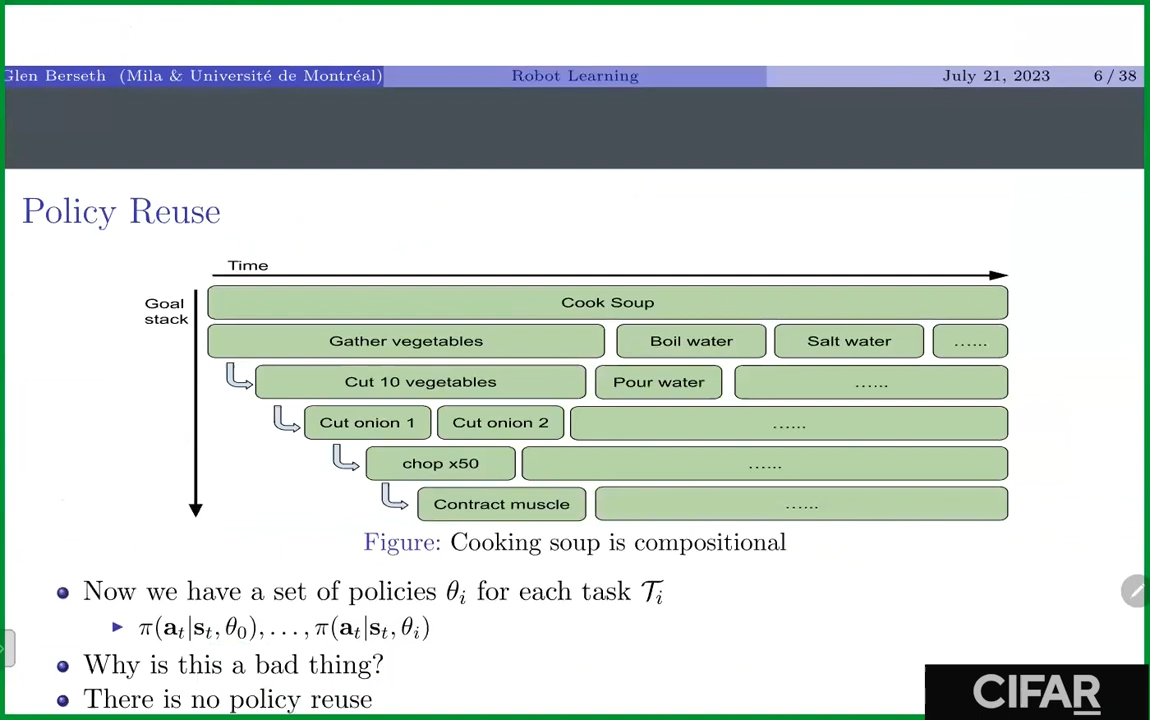 Glen Berseth (Mila & Université de Montréal) Robot Learning July 21, 2023 6 / 38
Policy Reuse
Time
Goal stack
Cook Soup
Gather vegetables Boil water Salt water ......
Cut 10 vegetables Pour water ......
Cut onion 1 Cut onion 2 ......
chop x50 ......
Contract muscle ......
Figure: Cooking soup is compositional
Now we have a set of policies θᵢ for each task 𝒯ᵢ
π(aₜ|sₜ, θ₀), . . . , π(aₜ|sₜ, θᵢ)
Why is this a bad thing?
There is no policy reuse
CIFAR